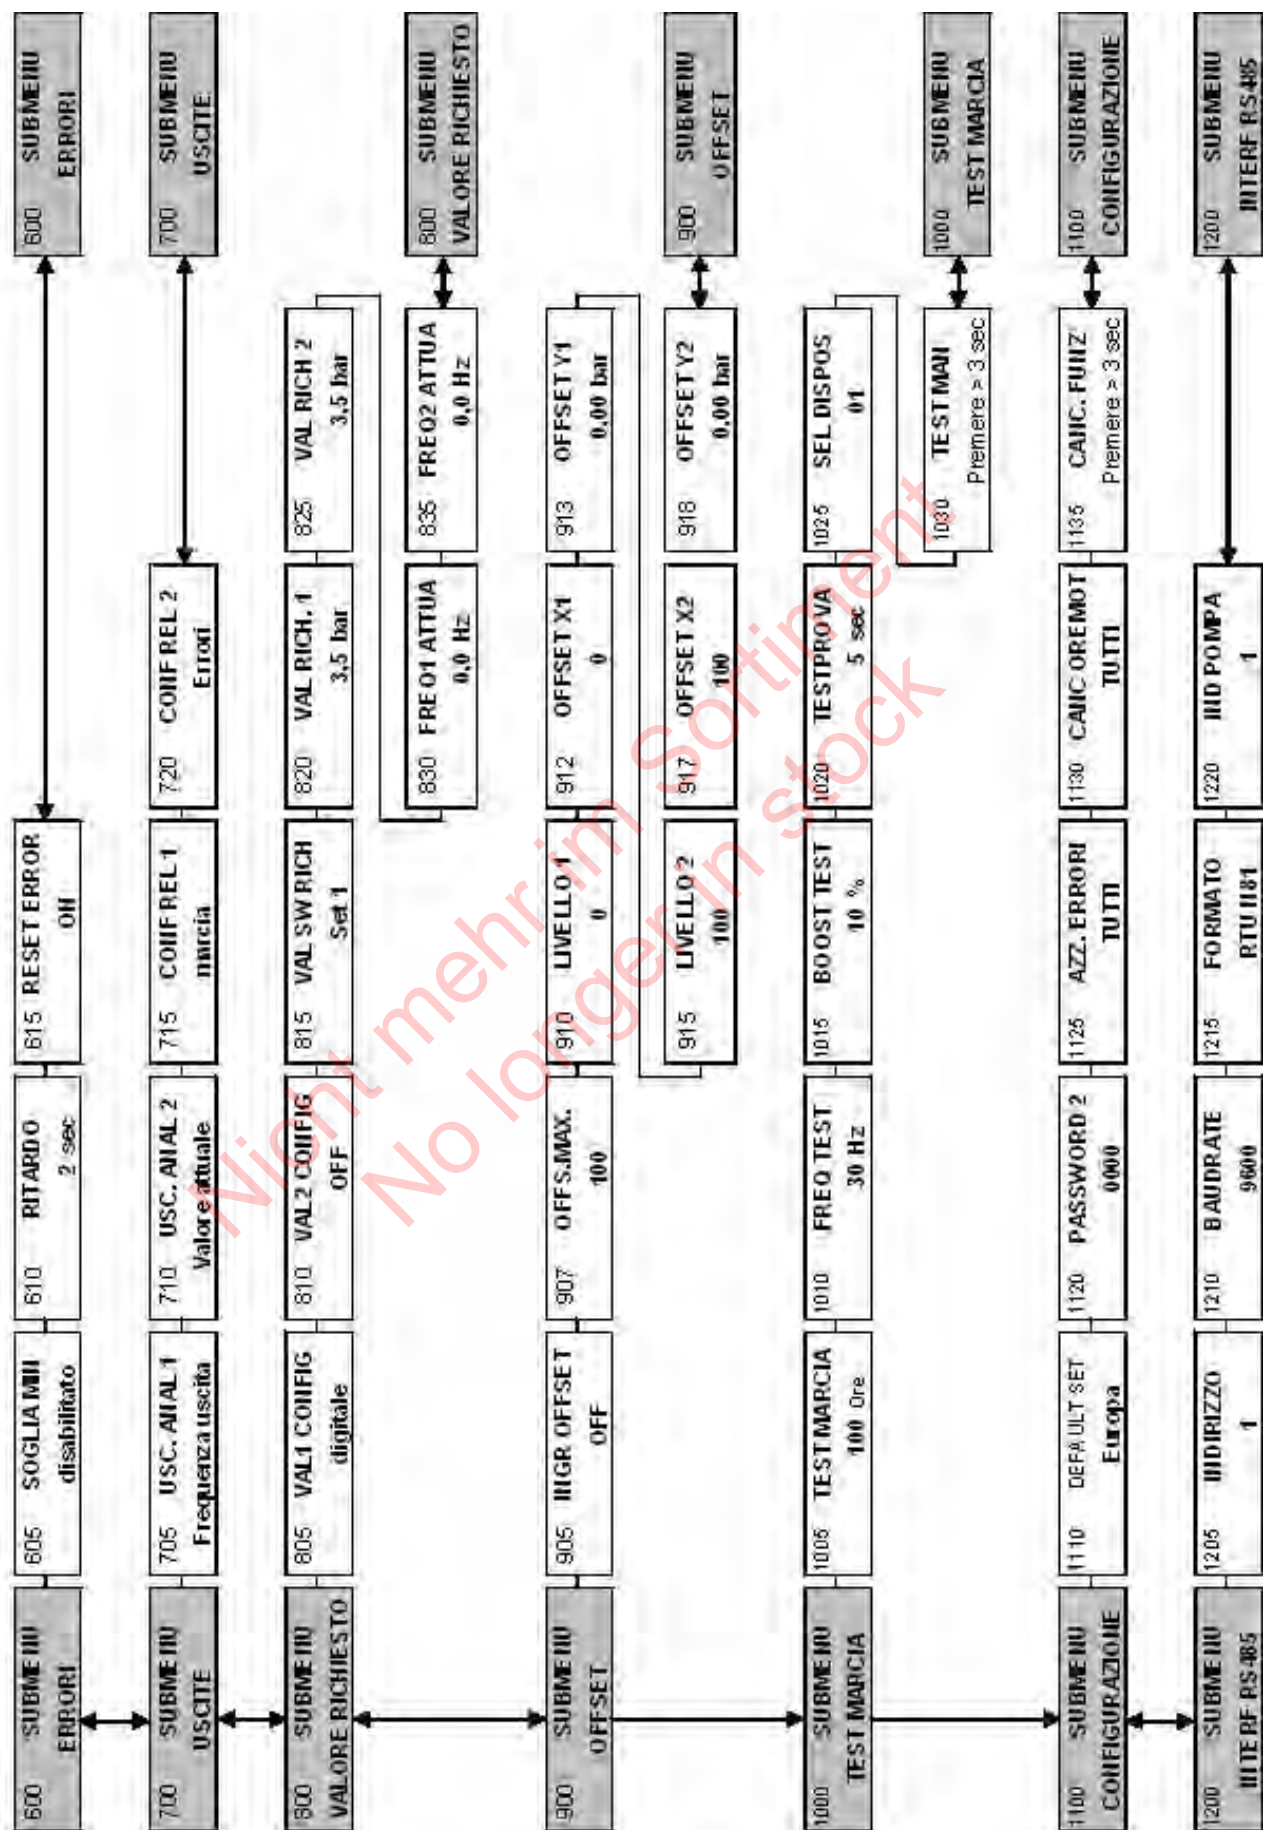 600 SUBMENU
ERRORI
605 SOGLIA MIN
disabilitato
610 RITARDO
2 sec
615 RESET ERROR
ON
600 SUBMENU
ERRORI
700 SUBMENU
USCITE
705 USC. ANAL 1
Frequenza uscita
710 USC. ANAL 2
Valore attuale
715 CONF REL 1
marcia
720 CONF REL 2
Errori
700 SUBMENU
USCITE
800 SUBMENU
VALORE RICHIESTO
805 VAL1 CONFIG
digitale
810 VAL2 CONFIG
OFF
815 VAL SW RICH
Set 1
820 VAL RICH. 1
3,5 bar
825 VAL RICH 2
3,5 bar
830 FREQ1 ATTUA
0,0 Hz
835 FREQ2 ATTUA
0,0 Hz
800 SUBMENU
VALORE RICHIESTO
900 SUBMENU
OFFSET
905 INGR OFFSET
OFF
907 OFFS.MAX.
100
910 LIVELLO 1
0
912 OFFSET X1
0
913 OFFSET Y1
0,00 bar
915 LIVELLO 2
100
917 OFFSET X2
100
918 OFFSET Y2
0,00 bar
900 SUBMENU
OFFSET
1000 SUBMENU
TEST MARCIA
1005 TEST MARCIA
100 Ore
1010 FREQ TEST
30 Hz
1015 BOOST TEST
10 %
1020 TESTPROVA
5 sec
1025 SEL DISPOS
01
1030 TEST MAN
Premere > 3 sec
1000 SUBMENU
TEST MARCIA
1100 SUBMENU
CONFIGURAZIONE
1110 DEFAULT SET
Europa
1120 PASSWORD 2
0000
1125 AZZ. ERRORI
TUTTI
1130 CANC OREMOT
TUTTI
1135 CANC. FUNZ'
Premere > 3 sec
1100 SUBMENU
CONFIGURAZIONE
1200 SUBMENU
INTERF RS485
1205 INDIRIZZO
1
1210 BAUDRATE
9600
1215 FORMATO
RTU N81
1220 IND POMPA
1
1200 SUBMENU
INTERF RS485
Nicht mehr im Sortiment
No longer in stock